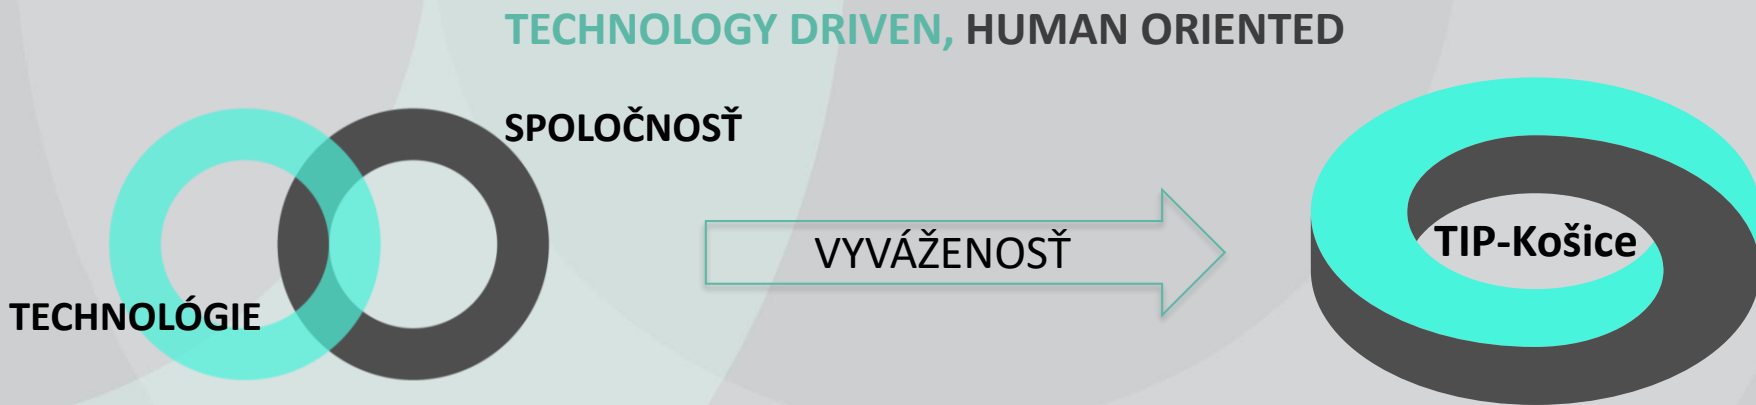 TECHNOLOGY DRIVEN, HUMAN ORIENTED
SPOLOČNOSŤ
TECHNOLÓGIE
VYVÁŽENOSŤ
TIP-Košice